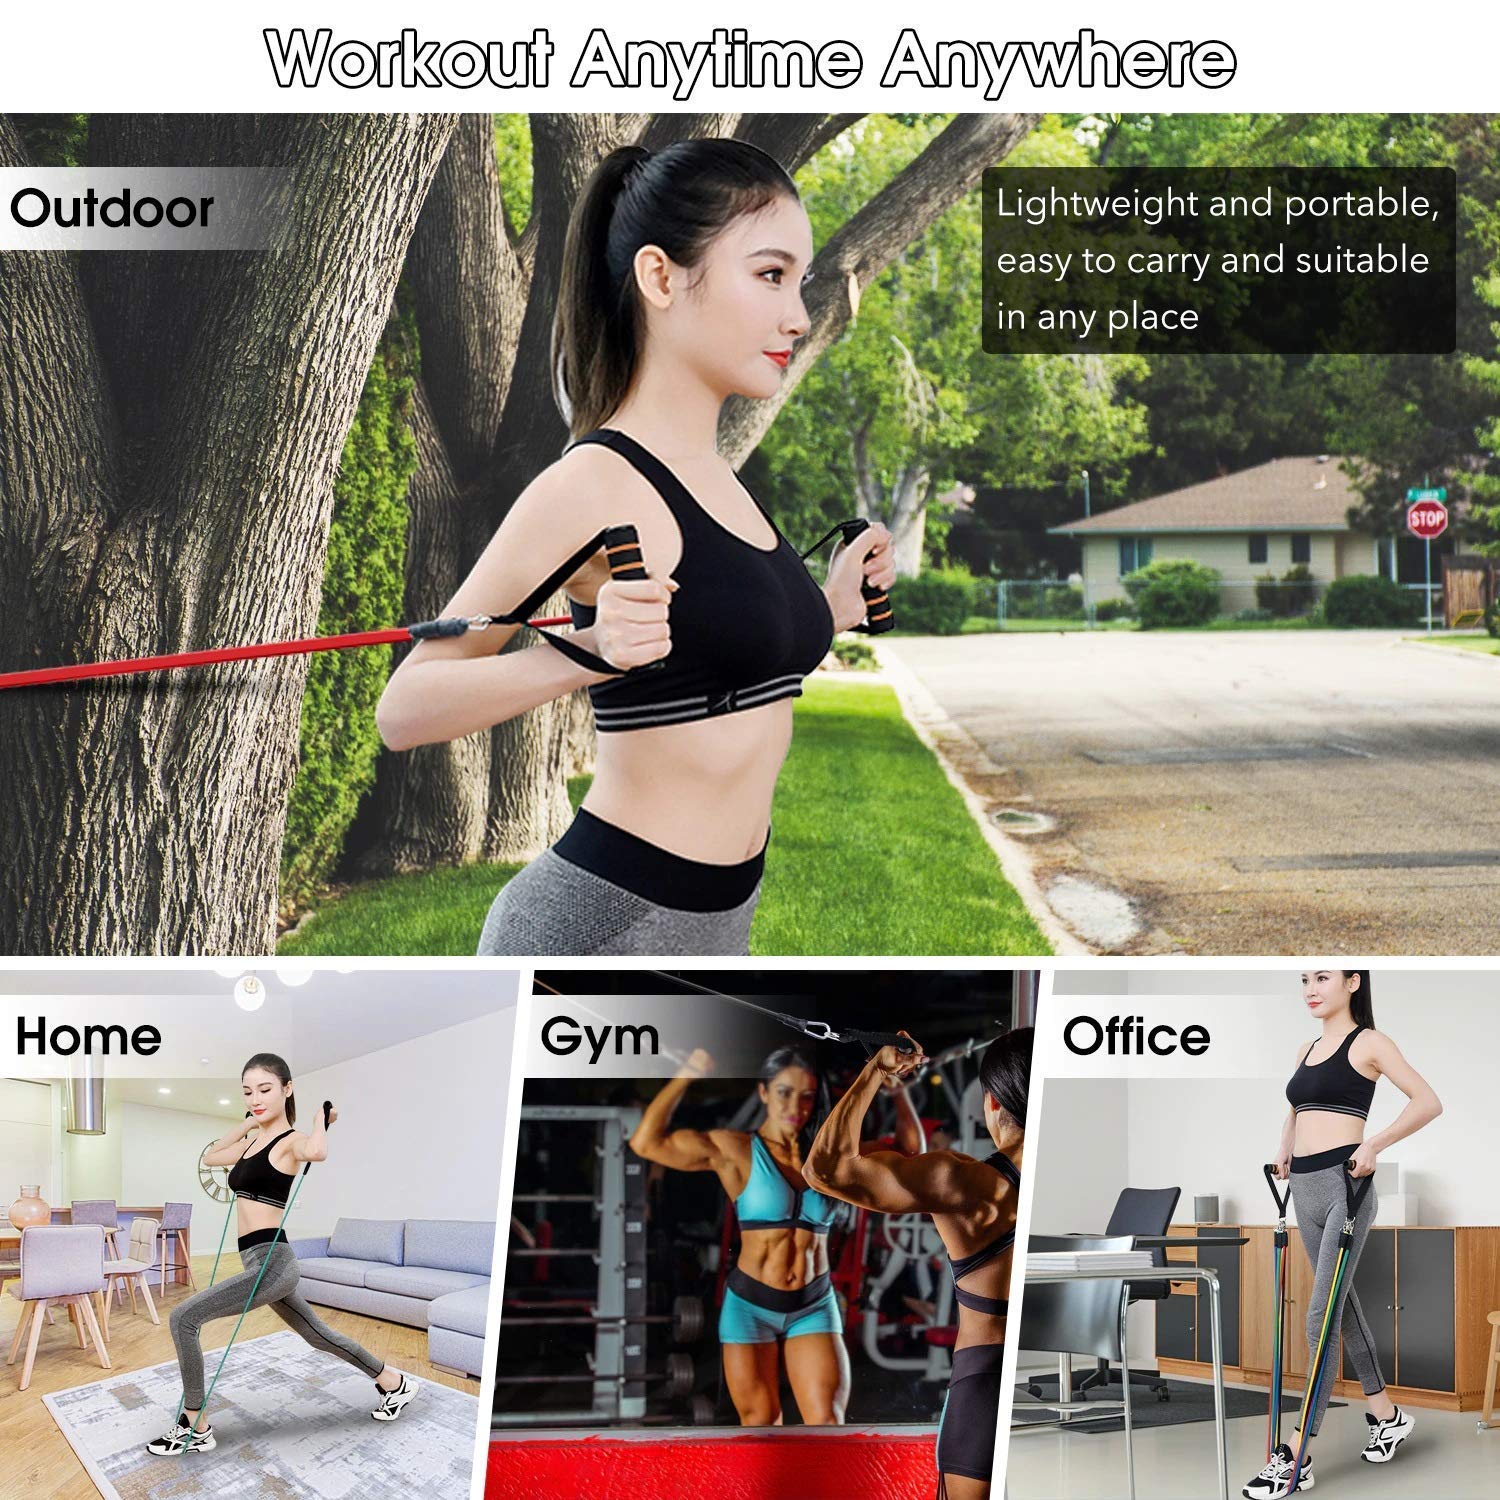 Workout Anytime Anywhere
Outdoor
Lightweight and portable,
easy to carry and suitable
in any place
STOP
Home
Gym
Office